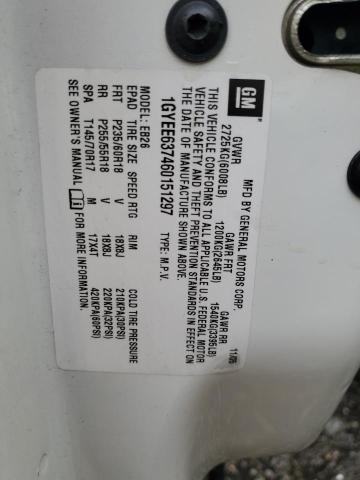 GM
MFD BY GENERAL MOTORS CORP. 11/05
GVWR GAWR FRT GAWR RR
2725KG(6008LB) 1200KG(2645LB) 1540KG(3395LB)
THIS VEHICLE CONFORMS TO ALL APPLICABLE U.S. FEDERAL MOTOR
VEHICLE SAFETY AND THEFT PREVENTION STANDARDS IN EFFECT ON
THE DATE OF MANUFACTURE SHOWN ABOVE.
1GYEE637460151297 TYPE: M.P.V.
MODEL: EB26
EPAD TIRE SIZE SPEED RTG RIM COLD TIRE PRESSURE
FRT P235/60R18 V 18X8J 210KPA(30PSI)
RR P255/55R18 V 18X8J 220KPA(32PSI)
SPA T145/70R17 M 17X4T 420KPA(60PSI)
SEE OWNER'S MANUAL FOR MORE INFORMATION.